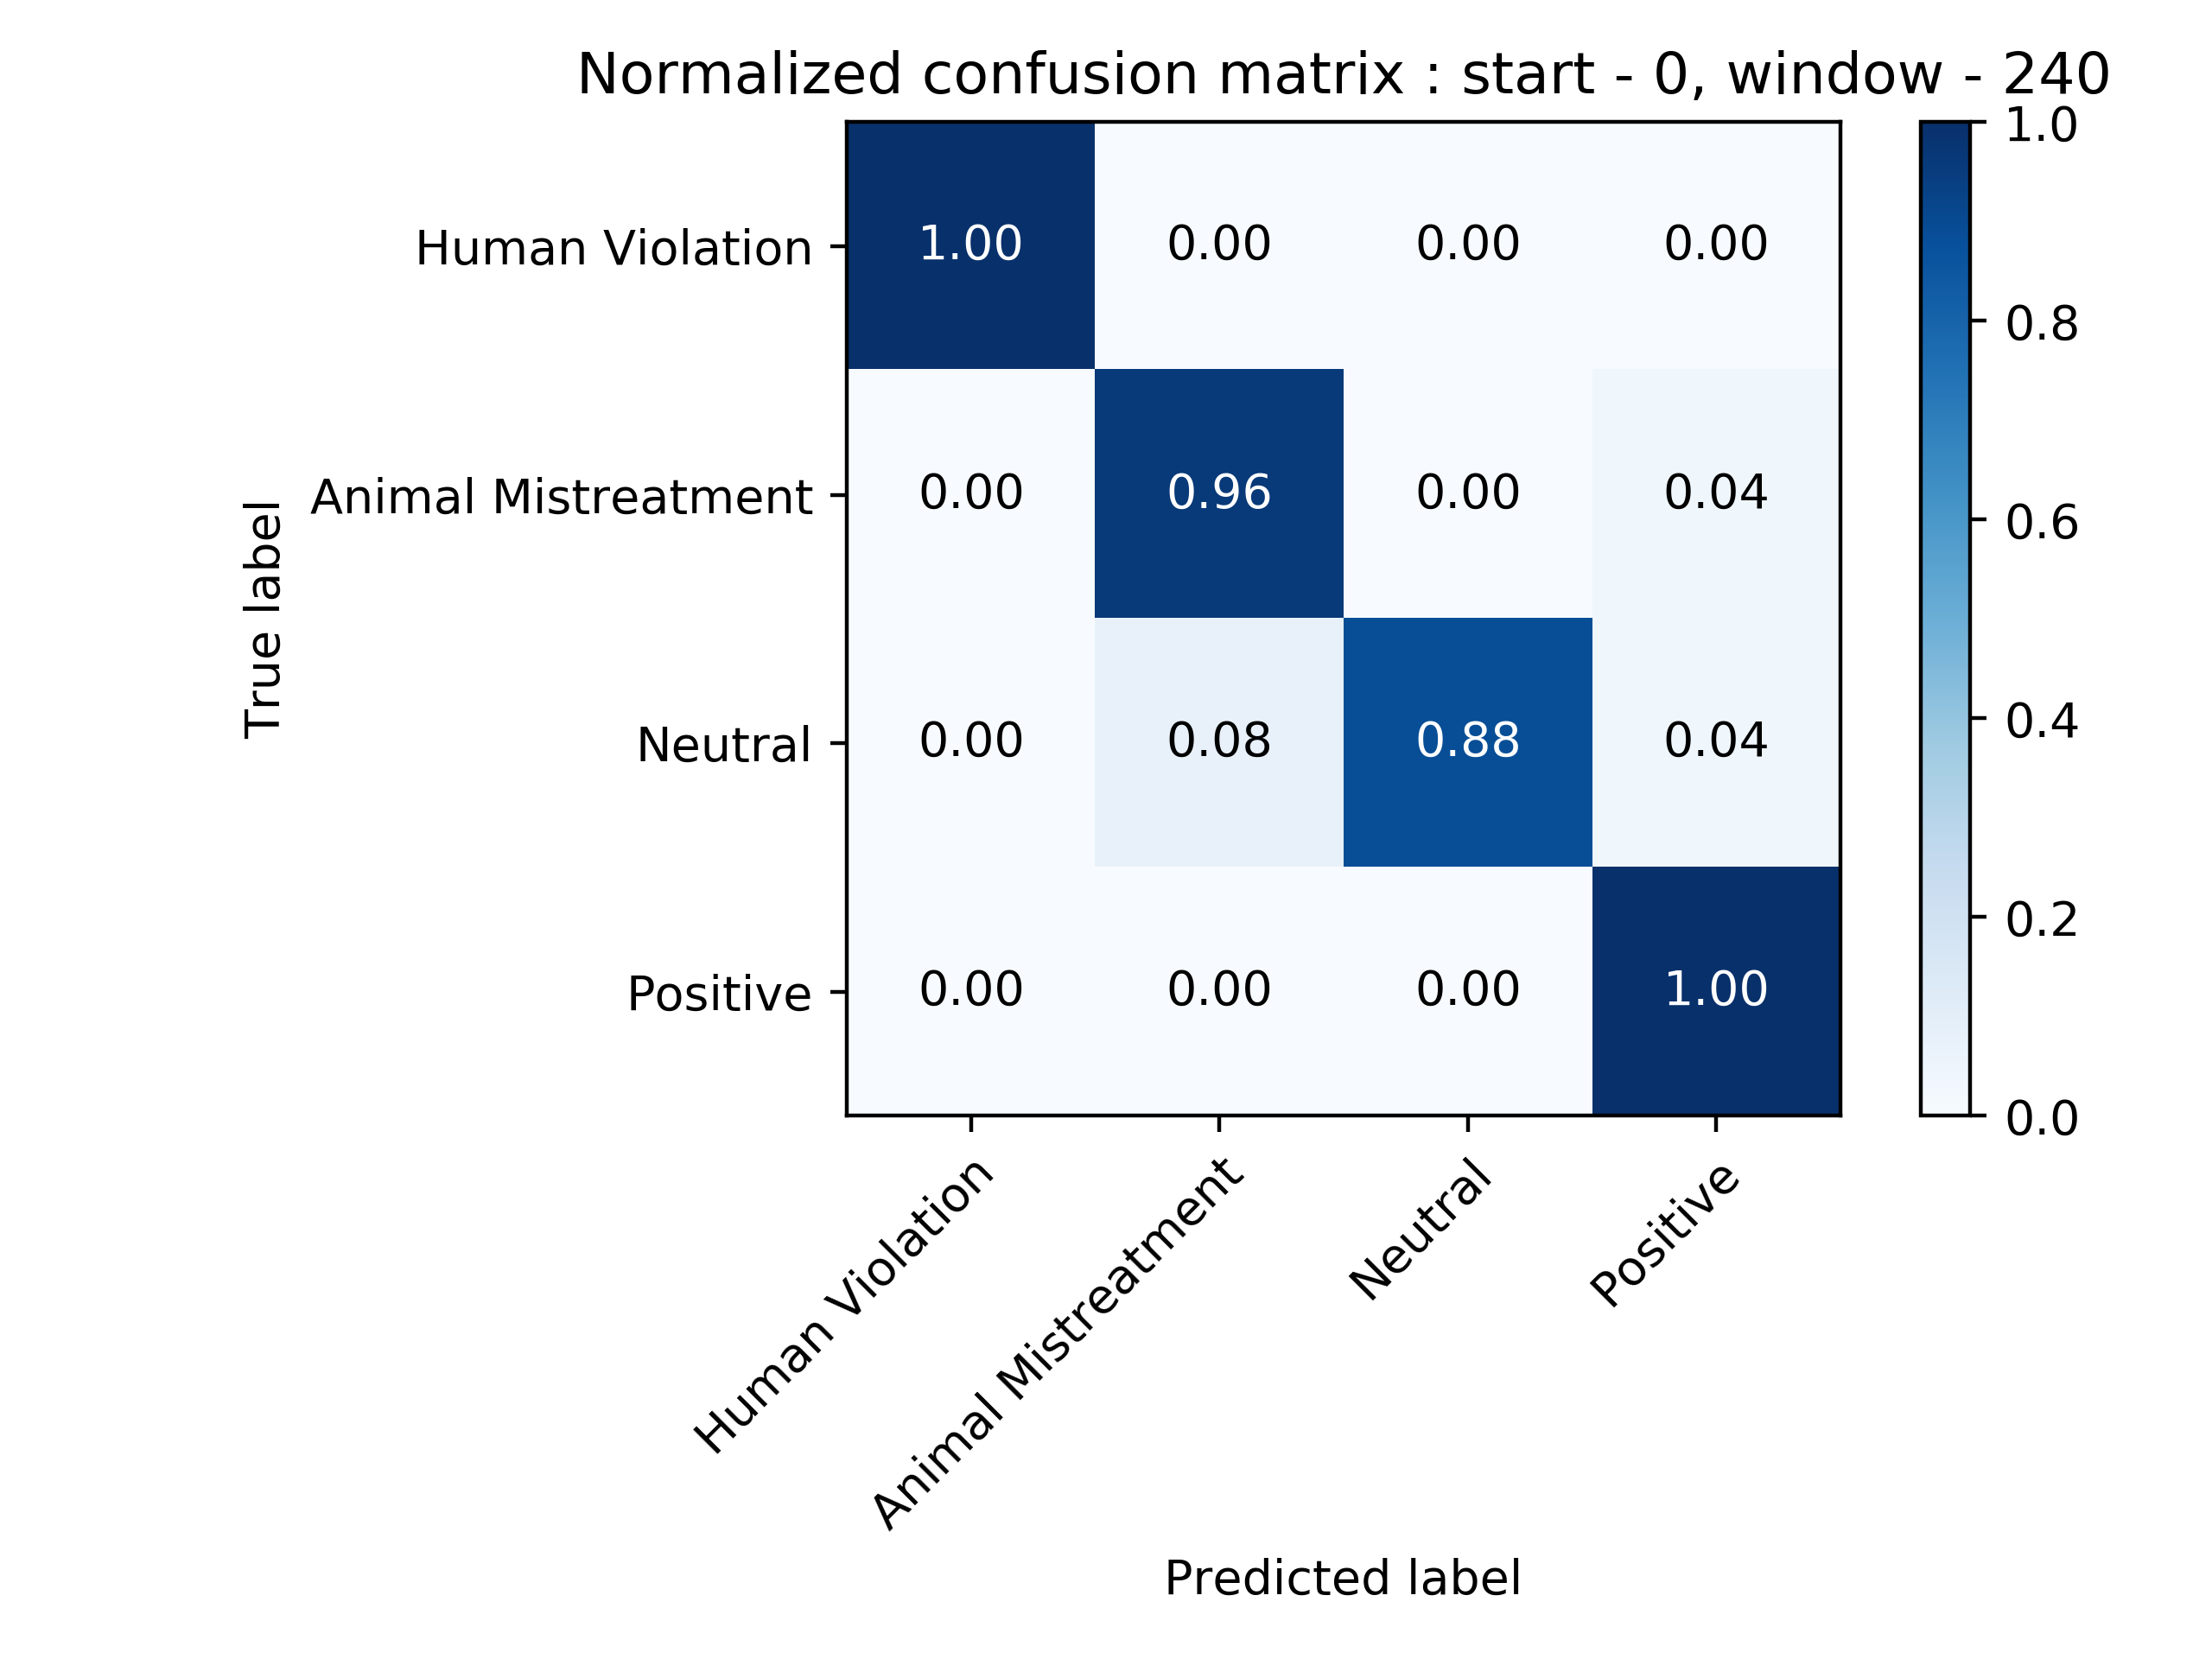 Normalized confusion matrix : start - 0, window - 240
True label
Human Violation
1.00 0.00 0.00 0.00
Animal Mistreatment
0.00 0.96 0.00 0.04
Neutral
0.00 0.08 0.88 0.04
Positive
0.00 0.00 0.00 1.00
Human Violation
Animal Mistreatment
Neutral
Positive
Predicted label
1.0
0.8
0.6
0.4
0.2
0.0